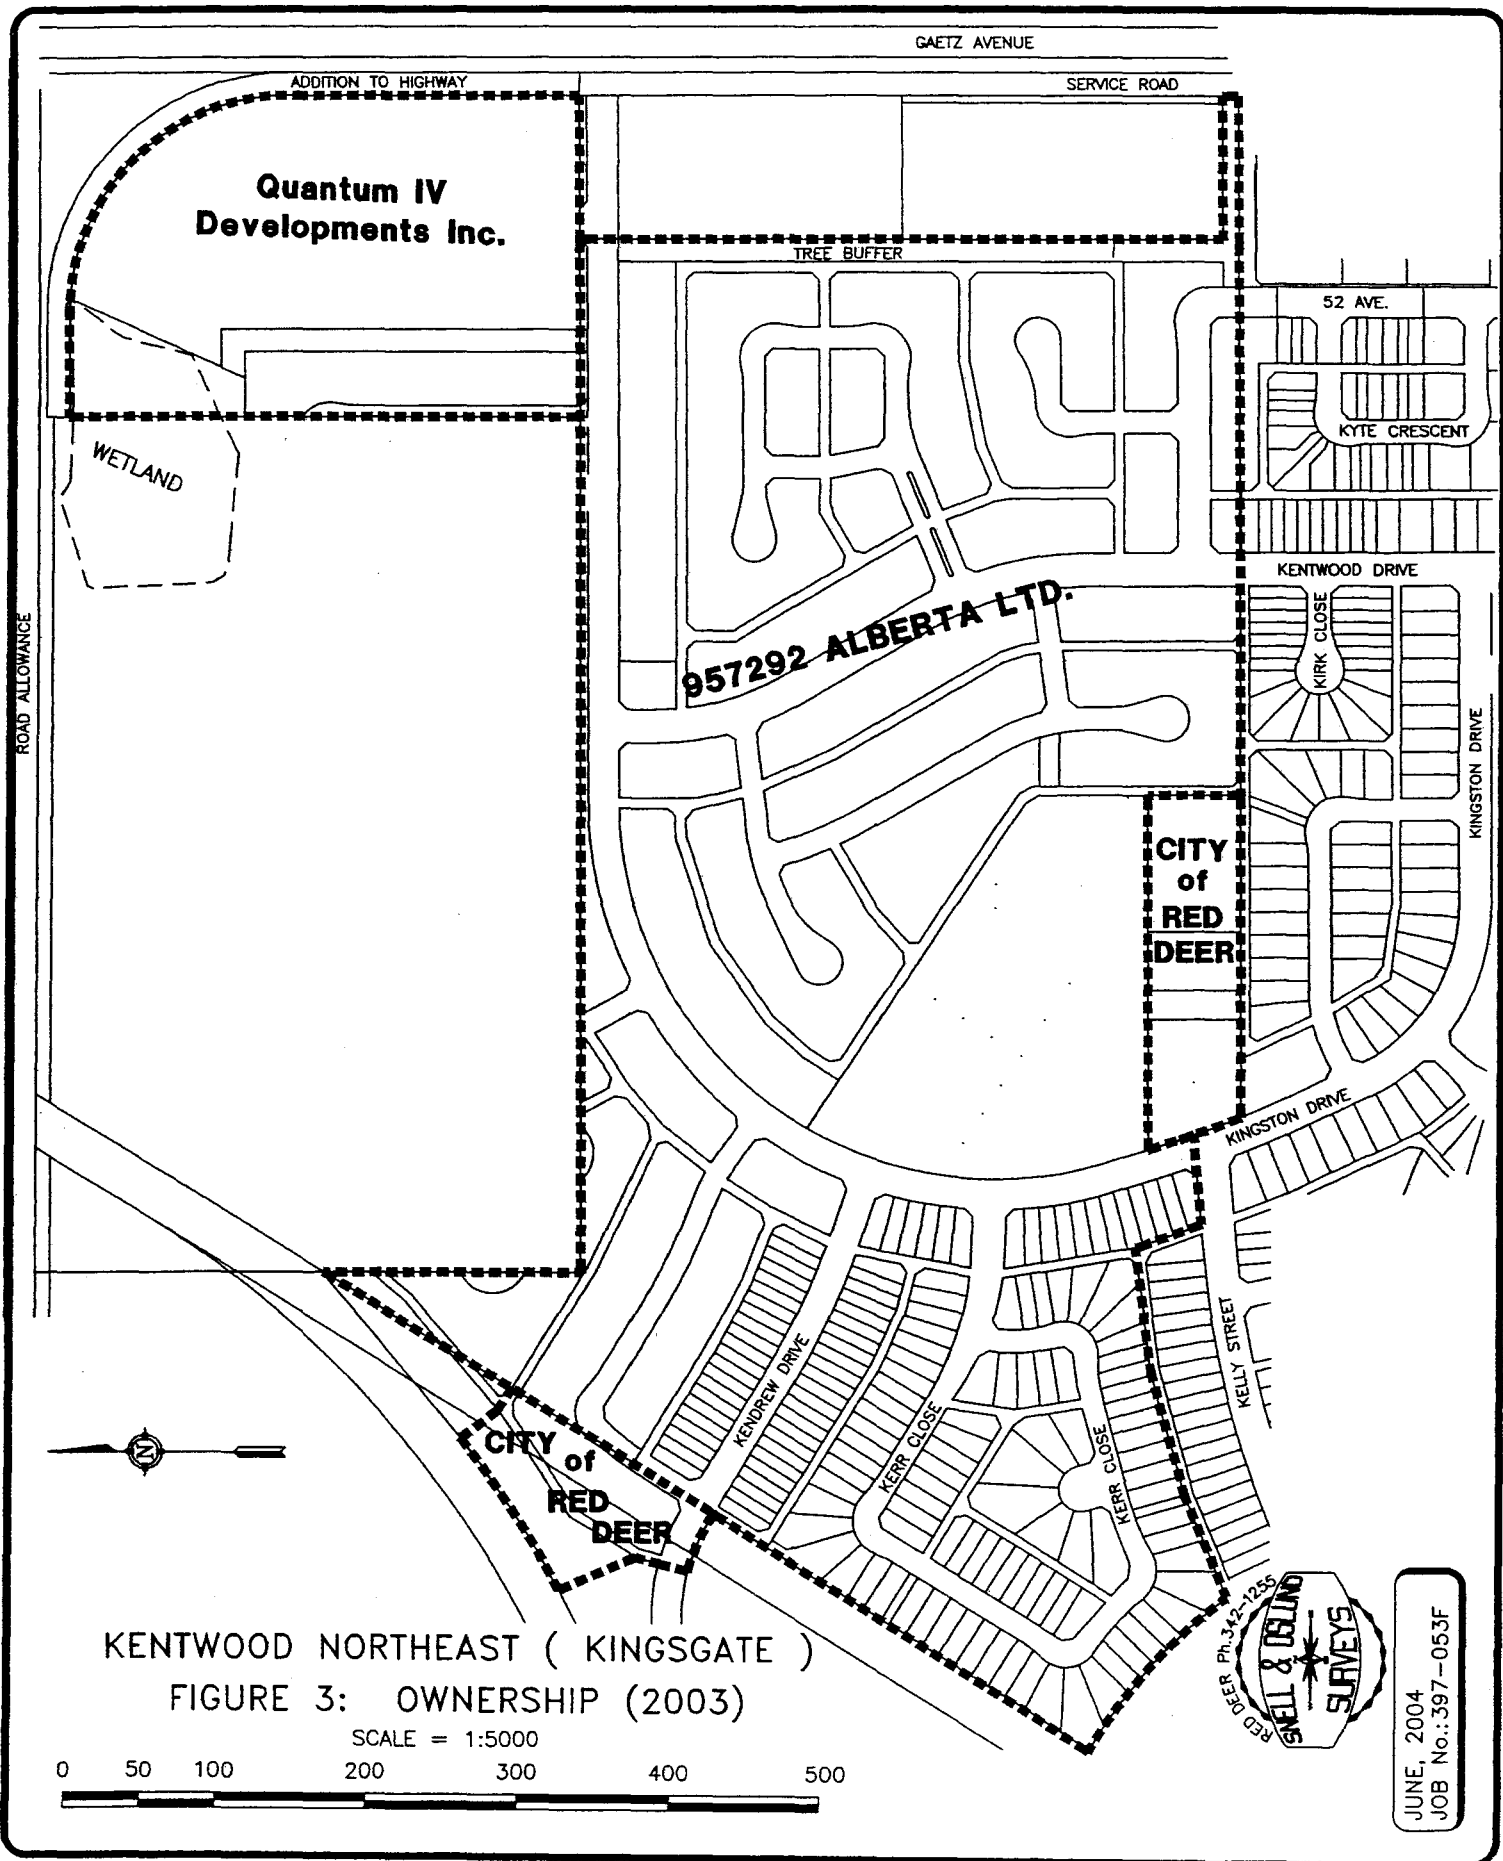 GAETZ AVENUE
ADDITION TO HIGHWAY
SERVICE ROAD
Quantum IV
Developments Inc.
TREE BUFFER
52 AVE.
KYTE CRESCENT
WETLAND
KENTWOOD DRIVE
957292 ALBERTA LTD.
KIRK CLOSE
ROAD ALLOWANCE
KINGSTON DRIVE
CITY
of
RED
DEER
KINGSTON DRIVE
KELLY STREET
KENDREW DRIVE
KERR CLOSE
KERR CLOSE
N
CITY
of
RED
DEER
KENTWOOD NORTHEAST ( KINGSGATE )
FIGURE 3: OWNERSHIP (2003)
SCALE = 1:5000
0 50 100 200 300 400 500
RED DEER Ph.342-1255
SNELL & OSLUND
SURVEYS
JUNE, 2004
JOB No.:397-053F